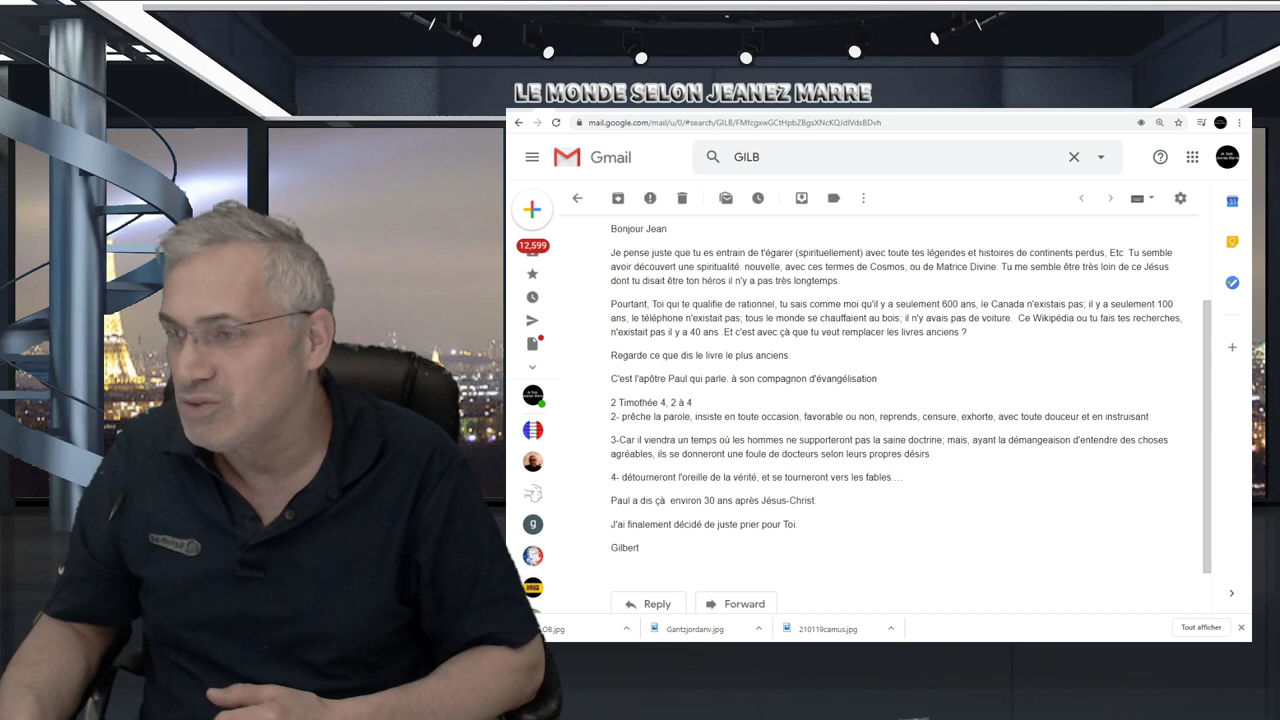 LE MONDE SELON JEANEZ MARRE
mail.google.com/mail/u/0/#search/GILB/FMfcgxwGCtHpbZBgsXNcKQJdlVdsBDvh
Gmail
GILB
12,599
31
Bonjour Jean
Je pense juste que tu es entrain de t'égarer (spirituellement) avec toute tes légendes et histoires de continents perdus, Etc Tu semble
avoir découvert une spiritualité. nouvelle, avec ces termes de Cosmos, ou de Matrice Divine. Tu me semble être très loin de ce Jésus
dont tu disait être ton héros il n'y a pas très longtemps.
Pourtant, Toi qui te qualifie de rationnel, tu sais comme moi qu'il y a seulement 600 ans, le Canada n'existais pas; il y a seulement 100
ans, le téléphone n'existait pas; tous le monde se chauffaient au bois; il n'y avais pas de voiture. Ce Wikipédia ou tu fais tes recherches,
n'existait pas il y a 40 ans .Et c'est avec çà que tu veut remplacer les livres anciens ?
Regarde ce que dis le livre le plus anciens.
C'est l'apôtre Paul qui parle. à son compagnon d'évangélisation
2 Timothée 4, 2 à 4
2- prêche la parole, insiste en toute occasion, favorable ou non, reprends, censure, exhorte, avec toute douceur et en instruisant
3-Car il viendra un temps où les hommes ne supporteront pas la saine doctrine; mais, ayant la démangeaison d'entendre des choses
agréables, ils se donneront une foule de docteurs selon leurs propres désirs
4- détourneront l'oreille de la vérité, et se tourneront vers les fables....
Paul a dis çà environ 30 ans après Jésus-Christ.
J'ai finalement décidé de juste prier pour Toi.
Gilbert
g
Reply
Forward
Gantzjordanv.jpg
210119camus.jpg
Tout afficher